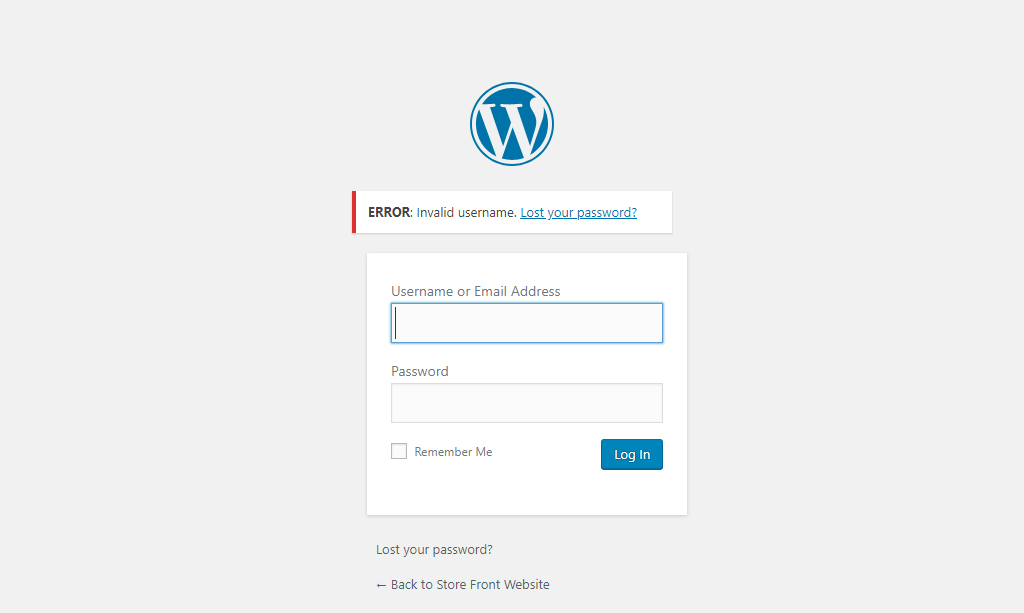 ERROR: Invalid username. Lost your password?
Username or Email Address
Password
Remember Me
Log In
Lost your password?
← Back to Store Front Website